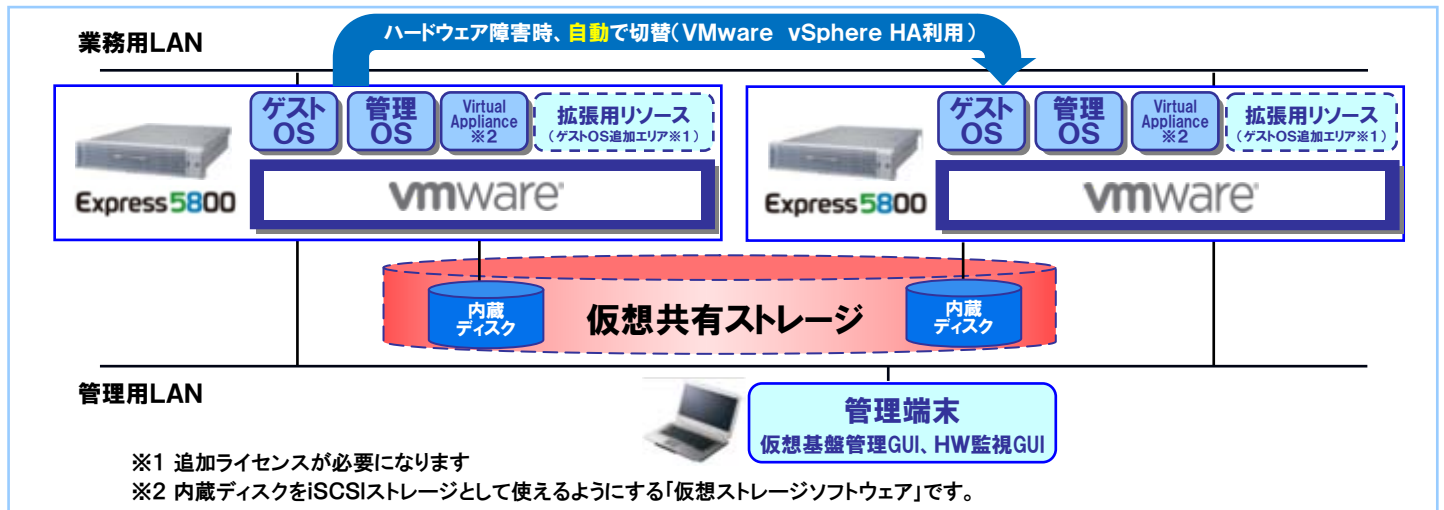 業務用LAN
ハードウェア障害時、自動で切替(VMware vSphere HA利用)
ゲスト
OS
管理
OS
Virtual
Appliance
※2
拡張用リソース
(ゲストOS追加エリア※1)
Express5800
vmware
ゲスト
OS
管理
OS
Virtual
Appliance
※2
拡張用リソース
(ゲストOS追加エリア※1)
Express5800
vmware
内蔵
ディスク
仮想共有ストレージ
内蔵
ディスク
管理用LAN
管理端末
仮想基盤管理GUI、HW監視GUI
※1 追加ライセンスが必要になります
※2 内蔵ディスクをiSCSIストレージとして使えるようにする「仮想ストレージソフトウェア」です。